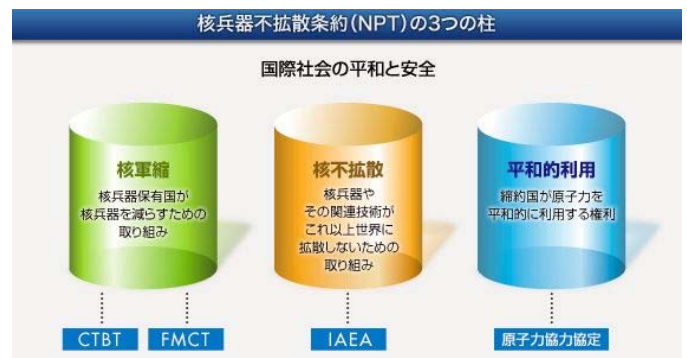 核兵器不拡散条約(NPT)の3つの柱
国際社会の平和と安全
核軍縮
核兵器保有国が
核兵器を減らすための
取り組み
核不拡散
核兵器や
その関連技術が
これ以上世界に
拡散しないための
取り組み
平和的利用
締約国が原子力を
平和的に利用する権利
CTBT
FMCT
IAEA
原子力協力協定